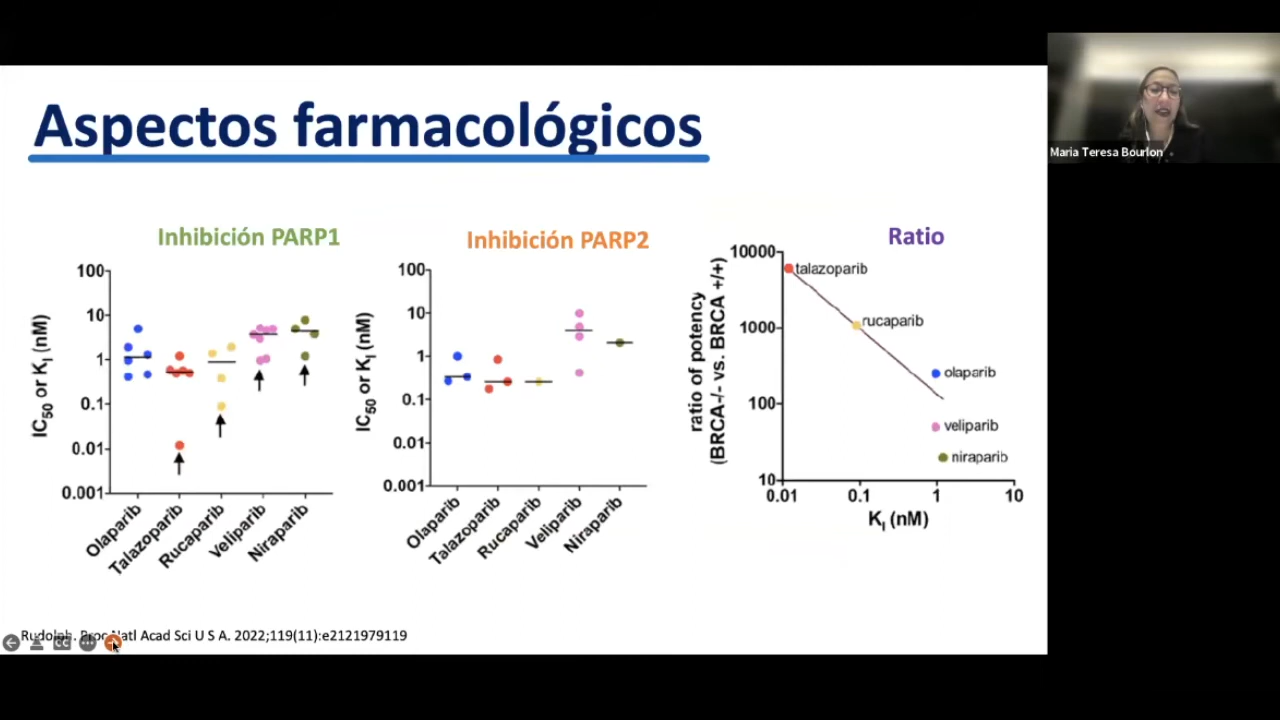 Aspectos farmacológicos
Maria Teresa Bourlon
Inhibición PARP1
100
10
1
0.1
0.01
0.001
IC50 or KI (nM)
Olaparib
Talazoparib
Rucaparib
Veliparib
Niraparib
Inhibición PARP2
100
10
1
0.1
0.01
0.001
IC50 or KI (nM)
Olaparib
Talazoparib
Rucaparib
Veliparib
Niraparib
Ratio
10000
1000
100
10
ratio of potency
(BRCA-/- vs. BRCA +/+)
talazoparib
rucaparib
olaparib
veliparib
niraparib
0.01
0.1
1
10
KI (nM)
Rudolph. Proc Natl Acad Sci U S A. 2022;119(11):e2121979119
CC